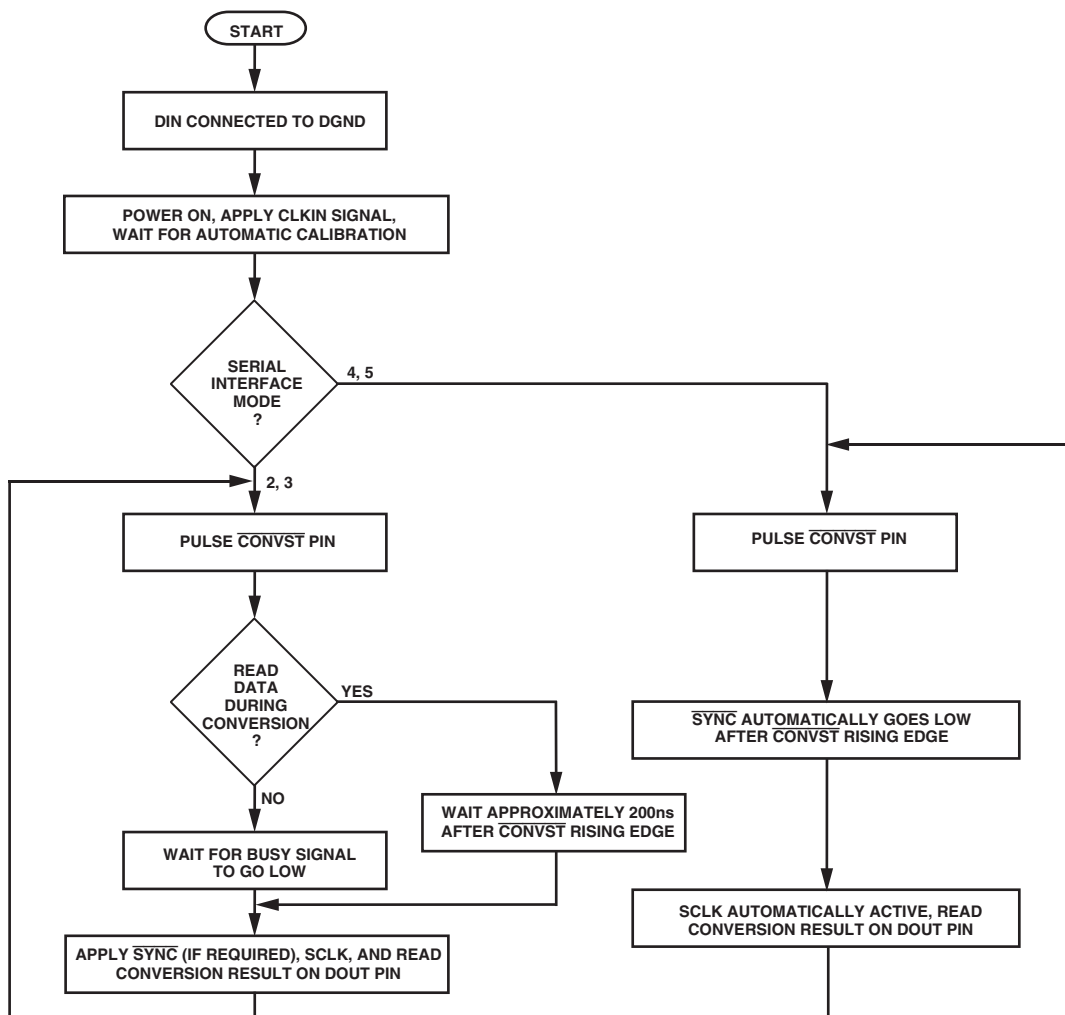 START
DIN CONNECTED TO DGND
POWER ON, APPLY CLKIN SIGNAL,
WAIT FOR AUTOMATIC CALIBRATION
SERIAL
INTERFACE
MODE
?
4, 5
2, 3
PULSE CONVST PIN
PULSE CONVST PIN
READ
DATA
DURING
CONVERSION
?
YES
NO
SYNC AUTOMATICALLY GOES LOW
AFTER CONVST RISING EDGE
WAIT APPROXIMATELY 200ns
AFTER CONVST RISING EDGE
WAIT FOR BUSY SIGNAL
TO GO LOW
SCLK AUTOMATICALLY ACTIVE, READ
CONVERSION RESULT ON DOUT PIN
APPLY SYNC (IF REQUIRED), SCLK, AND READ
CONVERSION RESULT ON DOUT PIN